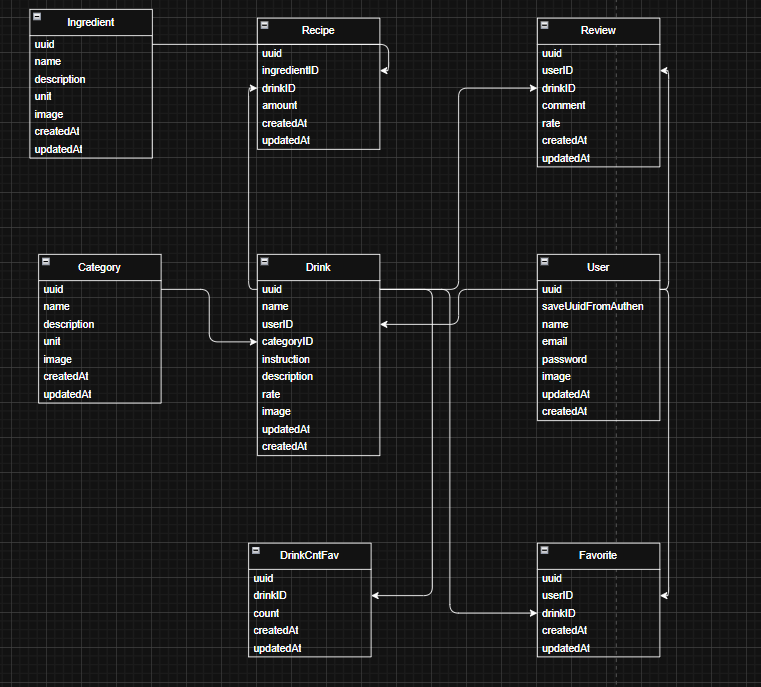 Ingredient
uuid
name
description
unit
image
createdAt
updatedAt
Recipe
uuid
ingredientID
drinkID
amount
createdAt
updatedAt
Review
uuid
userID
drinkID
comment
rate
createdAt
updatedAt
Category
uuid
name
description
unit
image
createdAt
updatedAt
Drink
uuid
name
userID
categoryID
instruction
description
rate
image
updatedAt
createdAt
User
uuid
saveUuidFromAuthen
name
email
password
image
updatedAt
createdAt
DrinkCntFav
uuid
drinkID
count
createdAt
updatedAt
Favorite
uuid
userID
drinkID
createdAt
updatedAt